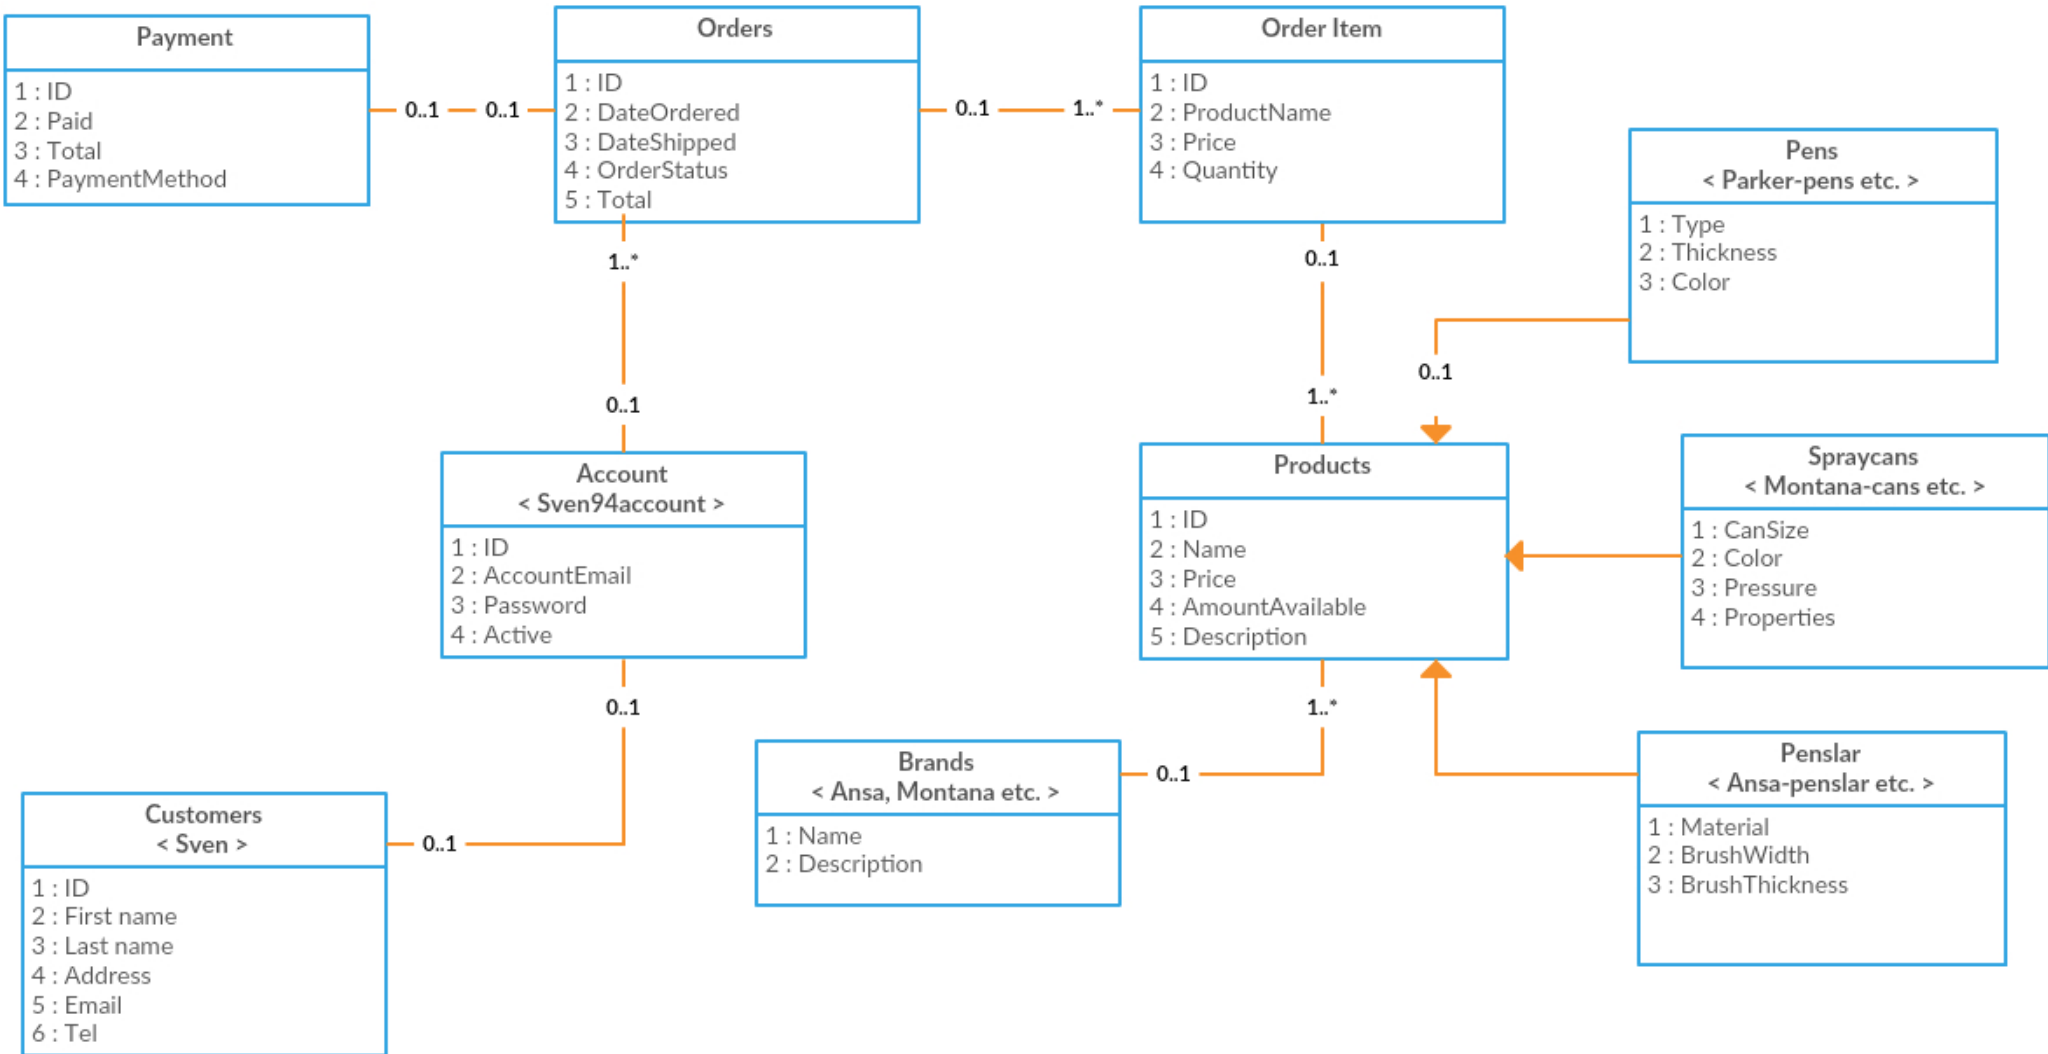 Payment
1 : ID
2 : Paid
3 : Total
4 : PaymentMethod
0..1
0..1
Orders
1 : ID
2 : DateOrdered
3 : DateShipped
4 : OrderStatus
5 : Total
0..1
1..*
Order Item
1 : ID
2 : ProductName
3 : Price
4 : Quantity
Pens
< Parker-pens etc. >
1 : Type
2 : Thickness
3 : Color
1..*
0..1
0..1
1..*
0..1
Account
< Sven94account >
1 : ID
2 : AccountEmail
3 : Password
4 : Active
Products
1 : ID
2 : Name
3 : Price
4 : AmountAvailable
5 : Description
Spraycans
< Montana-cans etc. >
1 : CanSize
2 : Color
3 : Pressure
4 : Properties
0..1
0..1
1..*
0..1
Customers
< Sven >
1 : ID
2 : First name
3 : Last name
4 : Address
5 : Email
6 : Tel
Brands
< Ansa, Montana etc. >
1 : Name
2 : Description
Penslar
< Ansa-penslar etc. >
1 : Material
2 : BrushWidth
3 : BrushThickness